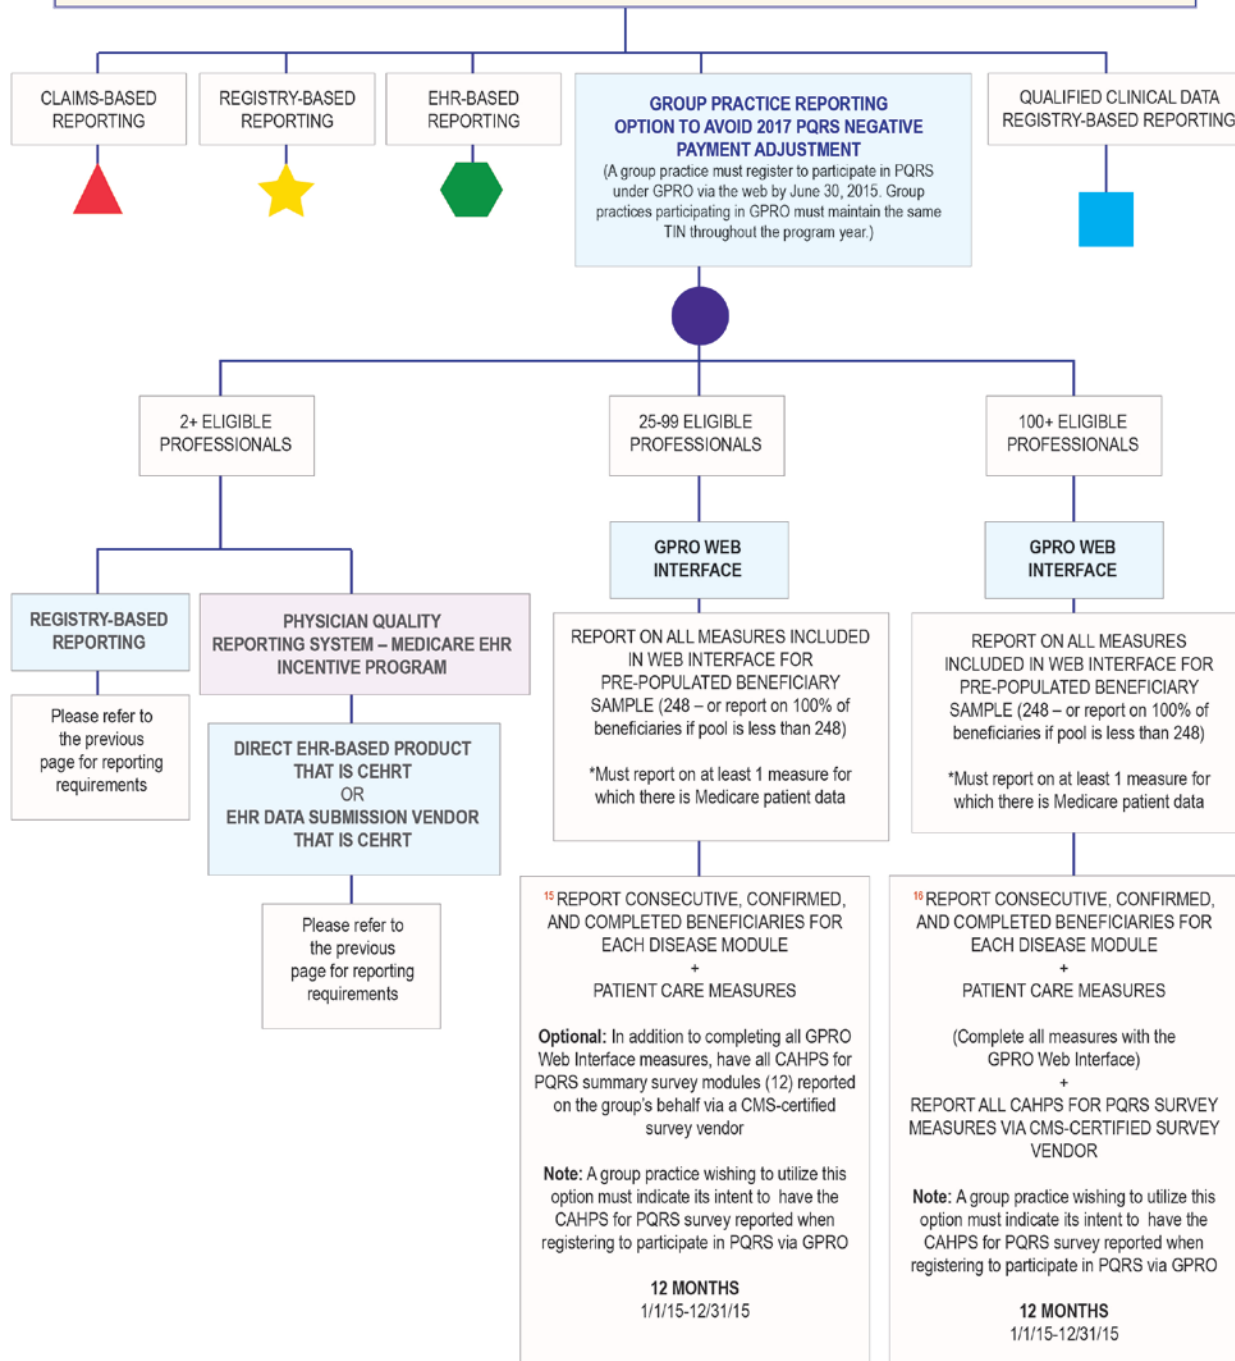 CLAIMS-BASED
REPORTING
REGISTRY-BASED
REPORTING
EHR-BASED
REPORTING
GROUP PRACTICE REPORTING
OPTION TO AVOID 2017 PQRS NEGATIVE
PAYMENT ADJUSTMENT
(A group practice must register to participate in PQRS
under GPRO via the web by June 30, 2015. Group
practices participating in GPRO must maintain the same
TIN throughout the program year.)
QUALIFIED CLINICAL DATA
REGISTRY-BASED REPORTING
2+ ELIGIBLE
PROFESSIONALS
25-99 ELIGIBLE
PROFESSIONALS
100+ ELIGIBLE
PROFESSIONALS
REGISTRY-BASED
REPORTING
Please refer to
the previous
page for reporting
requirements
PHYSICIAN QUALITY
REPORTING SYSTEM – MEDICARE EHR
INCENTIVE PROGRAM
DIRECT EHR-BASED PRODUCT
THAT IS CEHRT
OR
EHR DATA SUBMISSION VENDOR
THAT IS CEHRT
Please refer to
the previous
page for reporting
requirements
GPRO WEB
INTERFACE
REPORT ON ALL MEASURES INCLUDED
IN WEB INTERFACE FOR
PRE-POPULATED BENEFICIARY
SAMPLE (248 – or report on 100% of
beneficiaries if pool is less than 248)
*Must report on at least 1 measure for
which there is Medicare patient data
15 REPORT CONSECUTIVE, CONFIRMED,
AND COMPLETED BENEFICIARIES FOR
EACH DISEASE MODULE
+
PATIENT CARE MEASURES
Optional: In addition to completing all GPRO
Web Interface measures, have all CAHPS for
PQRS summary survey modules (12) reported
on the group's behalf via a CMS-certified
survey vendor
Note: A group practice wishing to utilize this
option must indicate its intent to have the
CAHPS for PQRS survey reported when
registering to participate in PQRS via GPRO
12 MONTHS
1/1/15-12/31/15
GPRO WEB
INTERFACE
REPORT ON ALL MEASURES
INCLUDED IN WEB INTERFACE FOR
PRE-POPULATED BENEFICIARY
SAMPLE (248 – or report on 100% of
beneficiaries if pool is less than 248)
*Must report on at least 1 measure for
which there is Medicare patient data
16 REPORT CONSECUTIVE, CONFIRMED,
AND COMPLETED BENEFICIARIES FOR
EACH DISEASE MODULE
+
PATIENT CARE MEASURES
(Complete all measures with the
GPRO Web Interface)
+
REPORT ALL CAHPS FOR PQRS SURVEY
MEASURES VIA CMS-CERTIFIED SURVEY
VENDOR
Note: A group practice wishing to utilize this
option must indicate its intent to have the
CAHPS for PQRS survey reported when
registering to participate in PQRS via GPRO
12 MONTHS
1/1/15-12/31/15